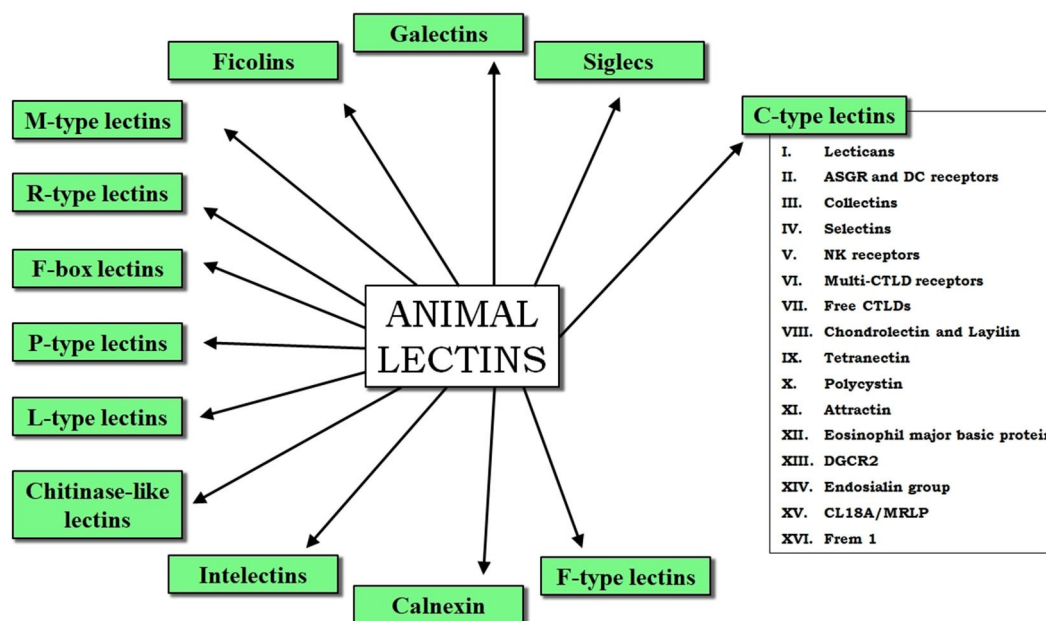 Galectins
Ficolins
Siglecs
M-type lectins
C-type lectins
R-type lectins
F-box lectins
P-type lectins
L-type lectins
Chitinase-like
lectins
Intelectins
Calnexin
F-type lectins
ANIMAL
LECTINS
I. Lecticans
II. ASGR and DC receptors
III. Collectins
IV. Selectins
V. NK receptors
VI. Multi-CTLD receptors
VII. Free CTLDs
VIII. Chondrolectin and Layilin
IX. Tetranectin
X. Polycystin
XI. Attractin
XII. Eosinophil major basic protein
XIII. DGCR2
XIV. Endosialin group
XV. CL18A/MRLP
XVI. Frem 1